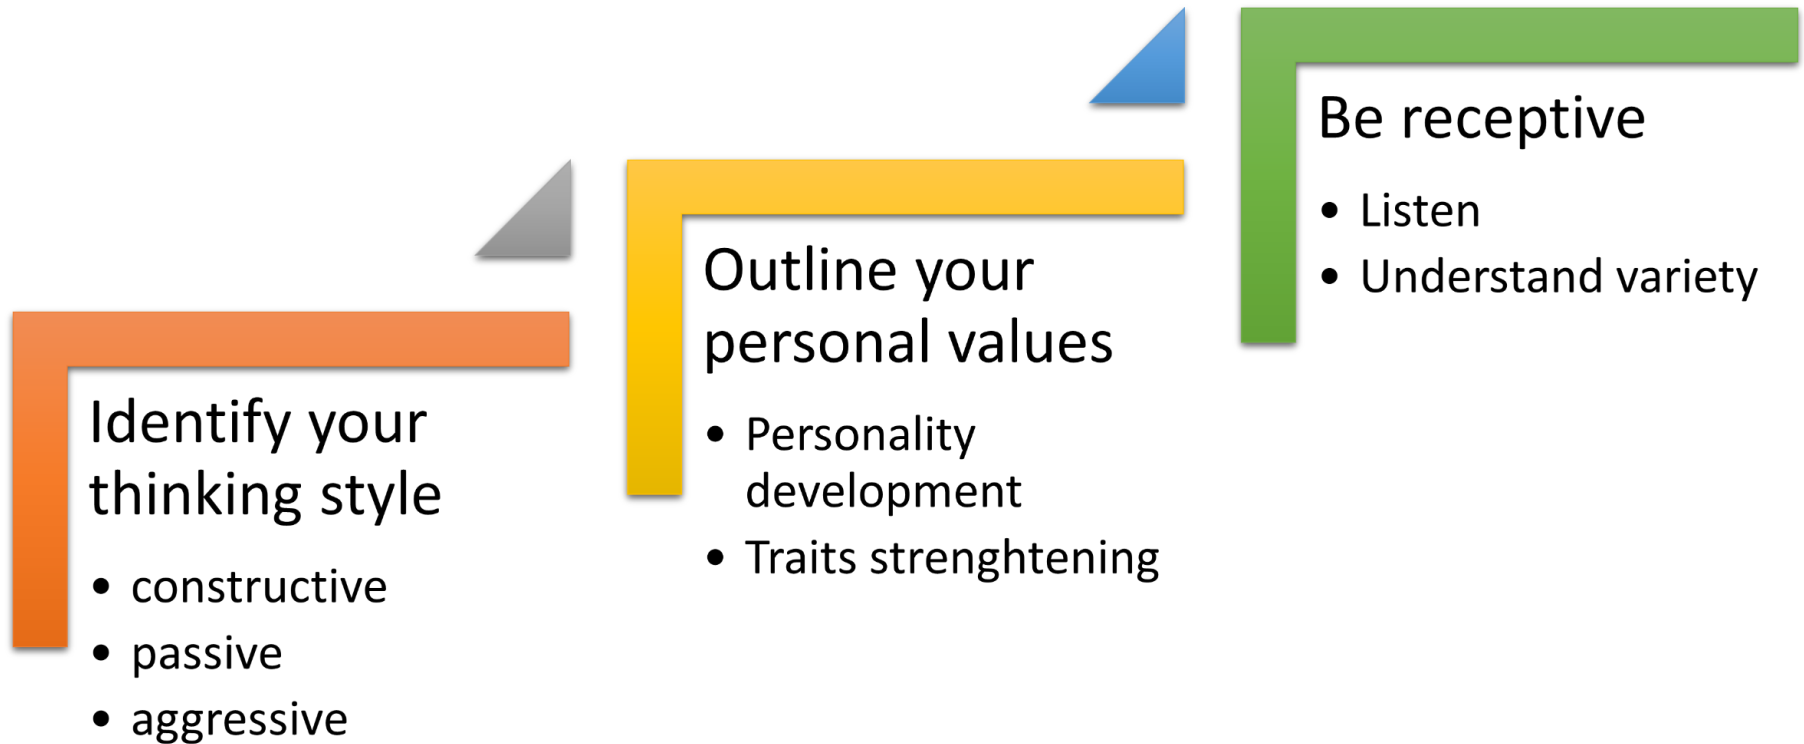 Identify your
thinking style
• constructive
• passive
• aggressive
Outline your
personal values
• Personality
development
• Traits strenghtening
Be receptive
• Listen
• Understand variety